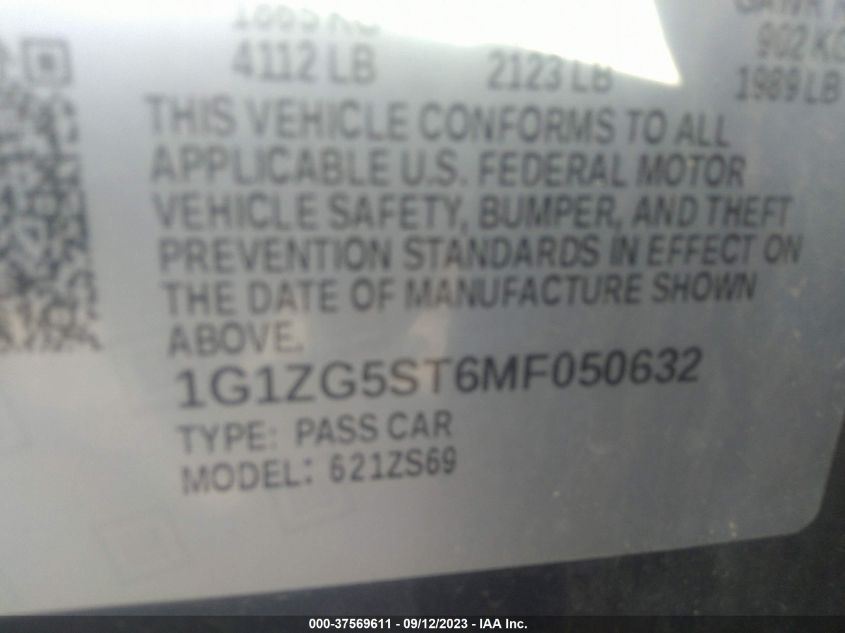 4112 LB 2123 LB 1989 LB
902 KG
THIS VEHICLE CONFORMS TO ALL
APPLICABLE U.S. FEDERAL MOTOR
VEHICLE SAFETY, BUMPER, AND THEFT
PREVENTION STANDARDS IN EFFECT ON
THE DATE OF MANUFACTURE SHOWN
ABOVE.
1G1ZG5ST6MF050632
TYPE: PASS CAR
MODEL: 621ZS69
000-37569611 - 09/12/2023 - IAA Inc.